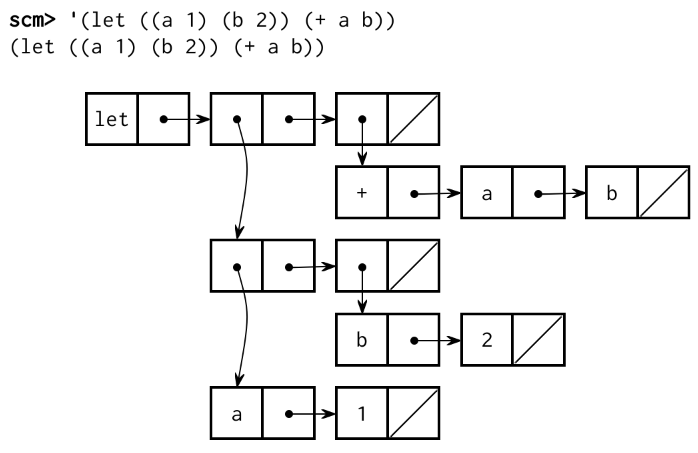 scm> '(let ((a 1) (b 2)) (+ a b))
(let ((a 1) (b 2)) (+ a b))
let
+ a b
b 2
a 1